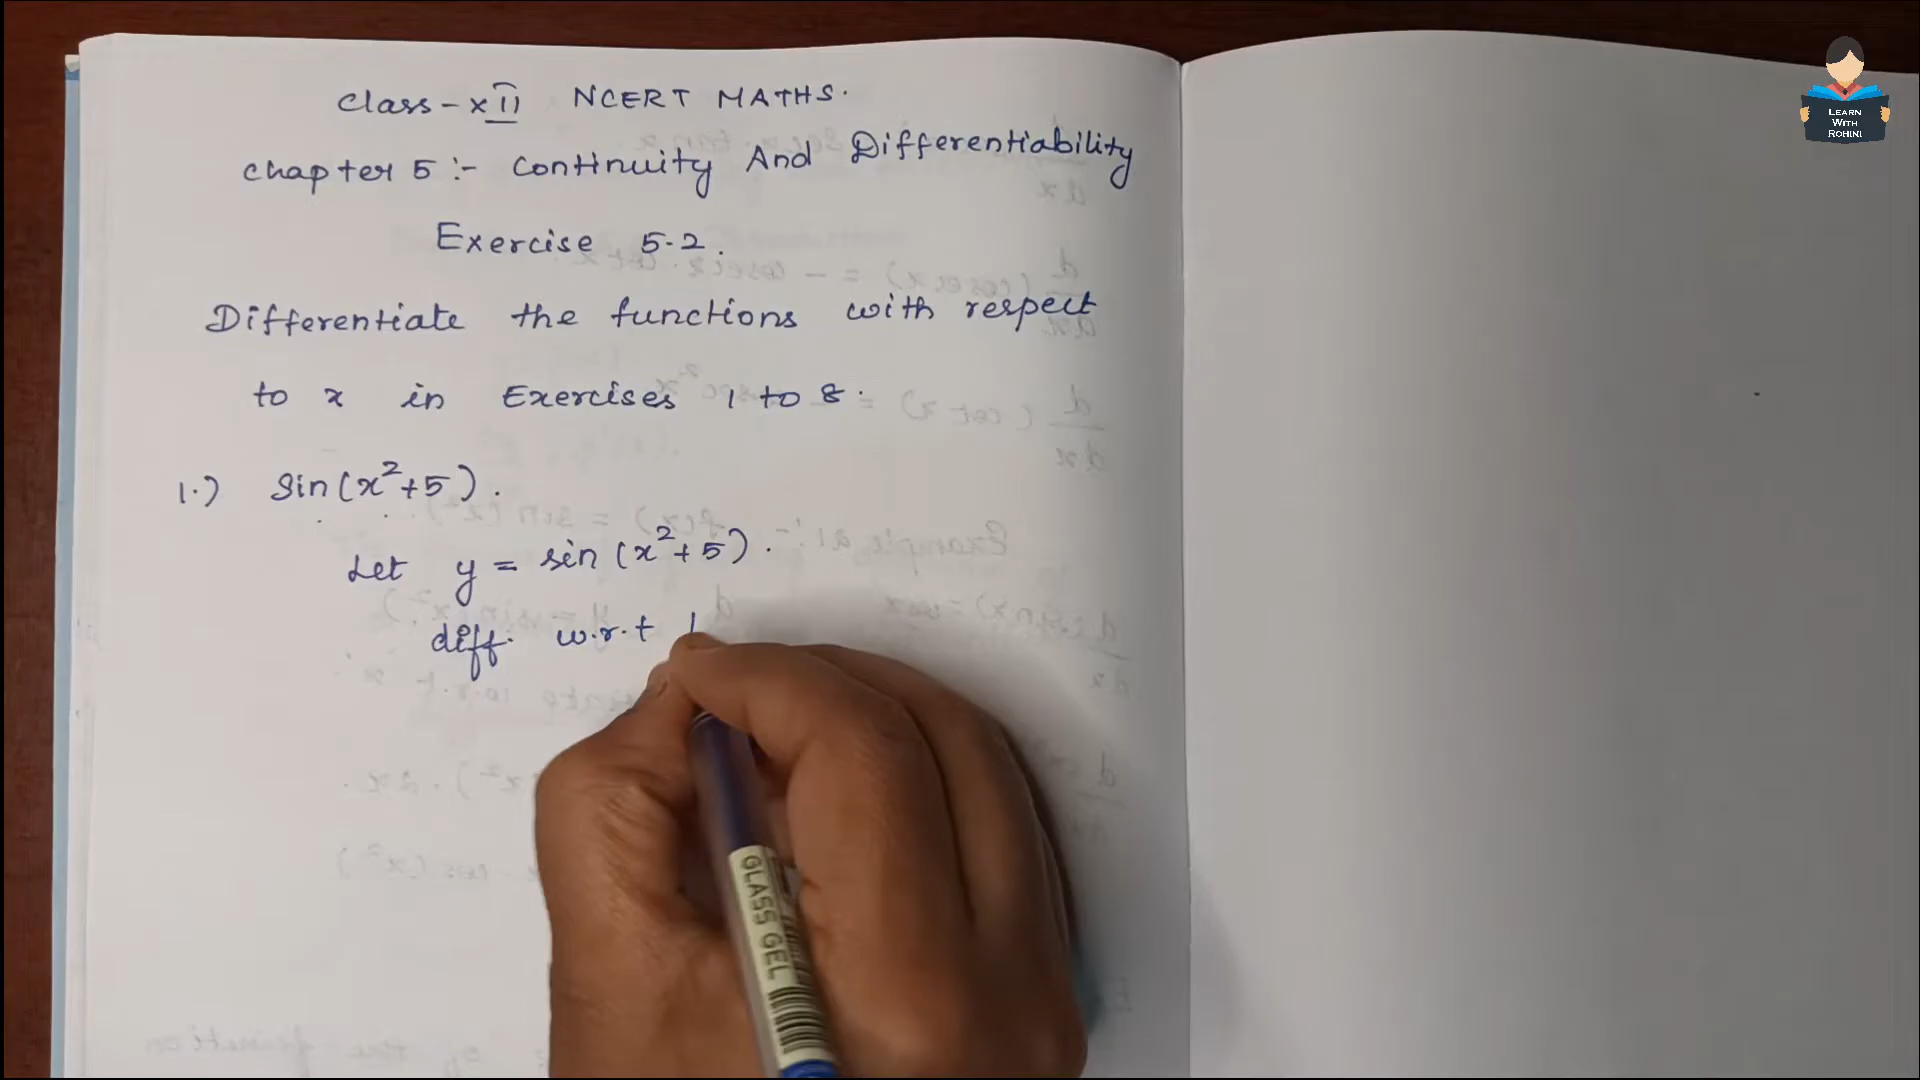 Class - XII NCERT MATHS.
Chapter 5 :- Continuity And Differentiability
Exercise 5.2.
Differentiate the functions with respect
to x in Exercises 1 to 8.
1.) Sin(x²+5).
Let y = sin (x²+5).
diff. w.r.t
LEARN
WITH
ROHINI
GLASS GEL